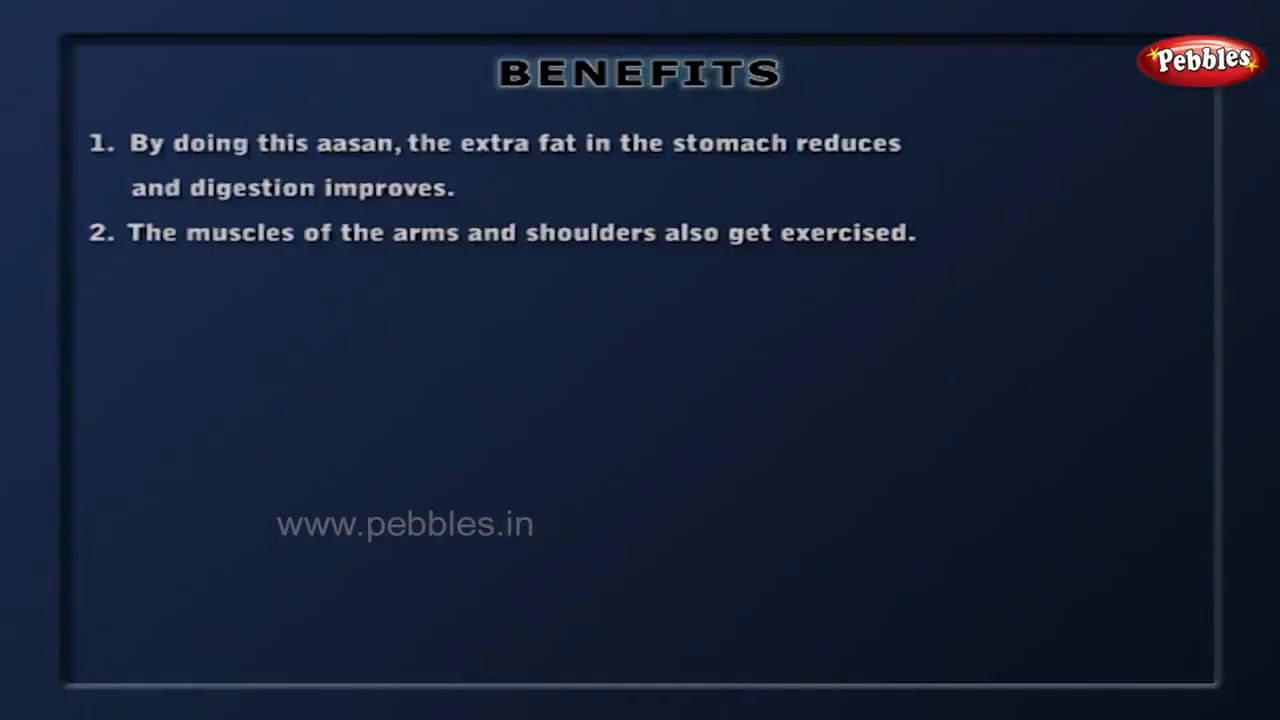 BENEFITS
Pebbles
1. By doing this aasan, the extra fat in the stomach reduces
and digestion improves.
2. The muscles of the arms and shoulders also get exercised.
www.pebbles.in